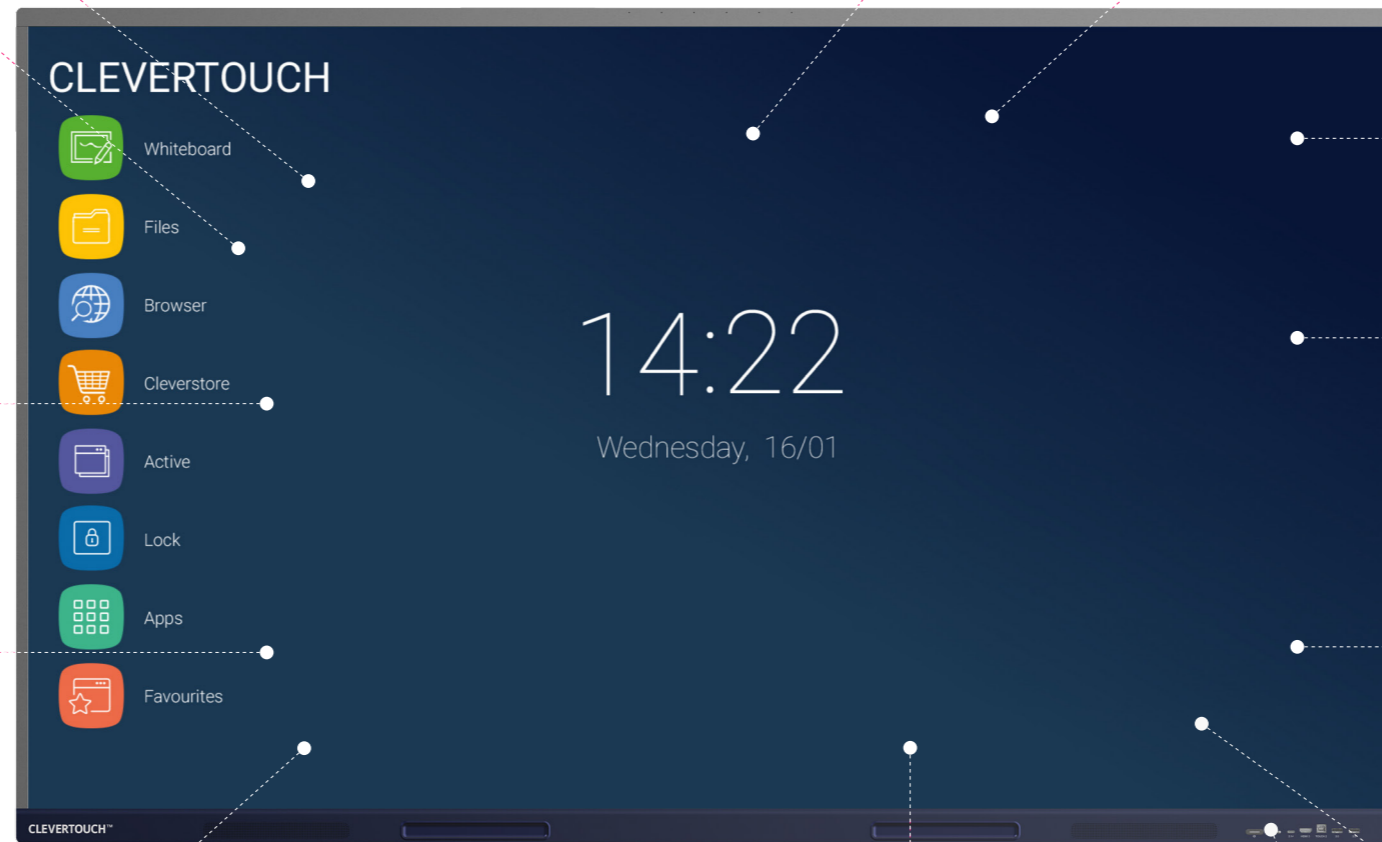 CLEVERTOUCH
Whiteboard
Files
Browser
Cleverstore
Active
Lock
Apps
Favourites
14:22
Wednesday, 16/01
CLEVERTOUCH™